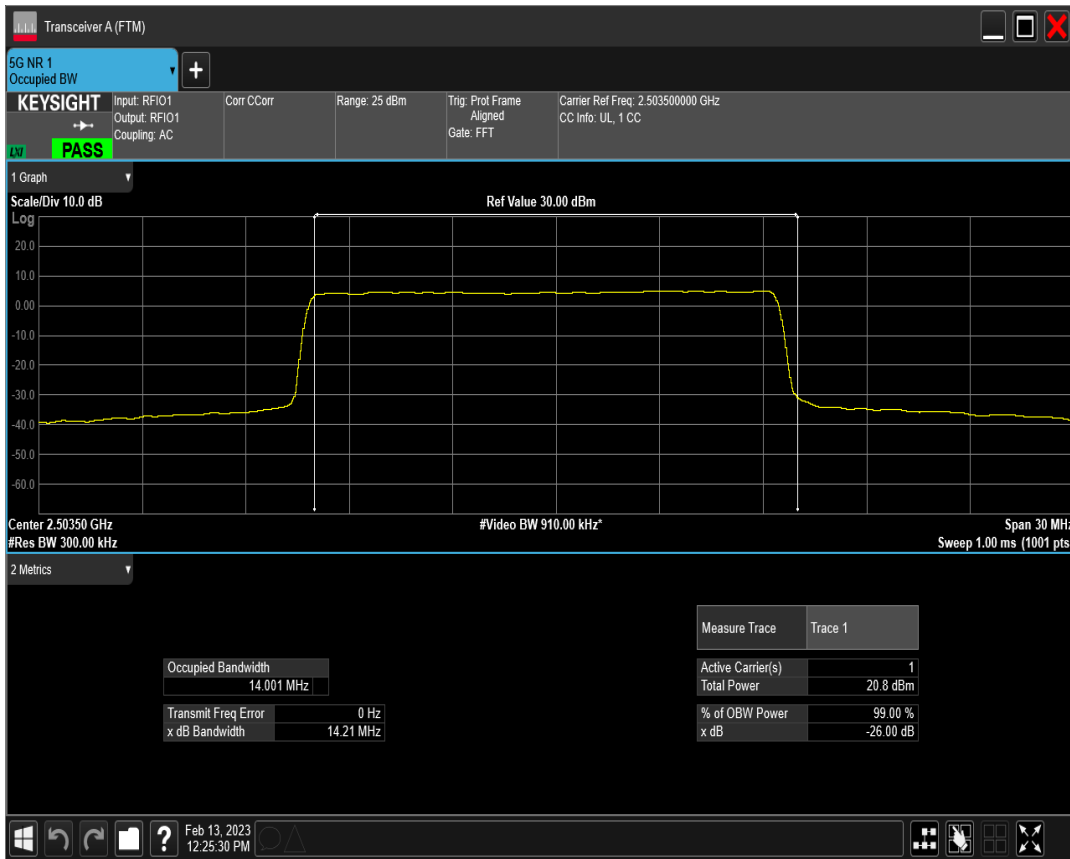 Transceiver A (FTM)
5G NR 1
Occupied BW
+
KEYSIGHT
LXI
PASS
Input: RFIO1
Output: RFIO1
Coupling: AC
Corr CCorr
Range: 25 dBm
Trig: Prot Frame
Aligned
Gate: FFT
Carrier Ref Freq: 2.503500000 GHz
CC Info: UL, 1 CC
1 Graph
Scale/Div 10.0 dB
Ref Value 30.00 dBm
Log
20.0
10.0
0.00
-10.0
-20.0
-30.0
-40.0
-50.0
-60.0
Center 2.50350 GHz
#Video BW 910.00 kHz*
Span 30 MHz
#Res BW 300.00 kHz
Sweep 1.00 ms (1001 pts
2 Metrics
Measure Trace Trace 1
Occupied Bandwidth
14.001 MHz
Active Carrier(s) 1
Total Power 20.8 dBm
Transmit Freq Error 0 Hz
x dB Bandwidth 14.21 MHz
% of OBW Power 99.00 %
x dB -26.00 dB
?
Feb 13, 2023
12:25:30 PM